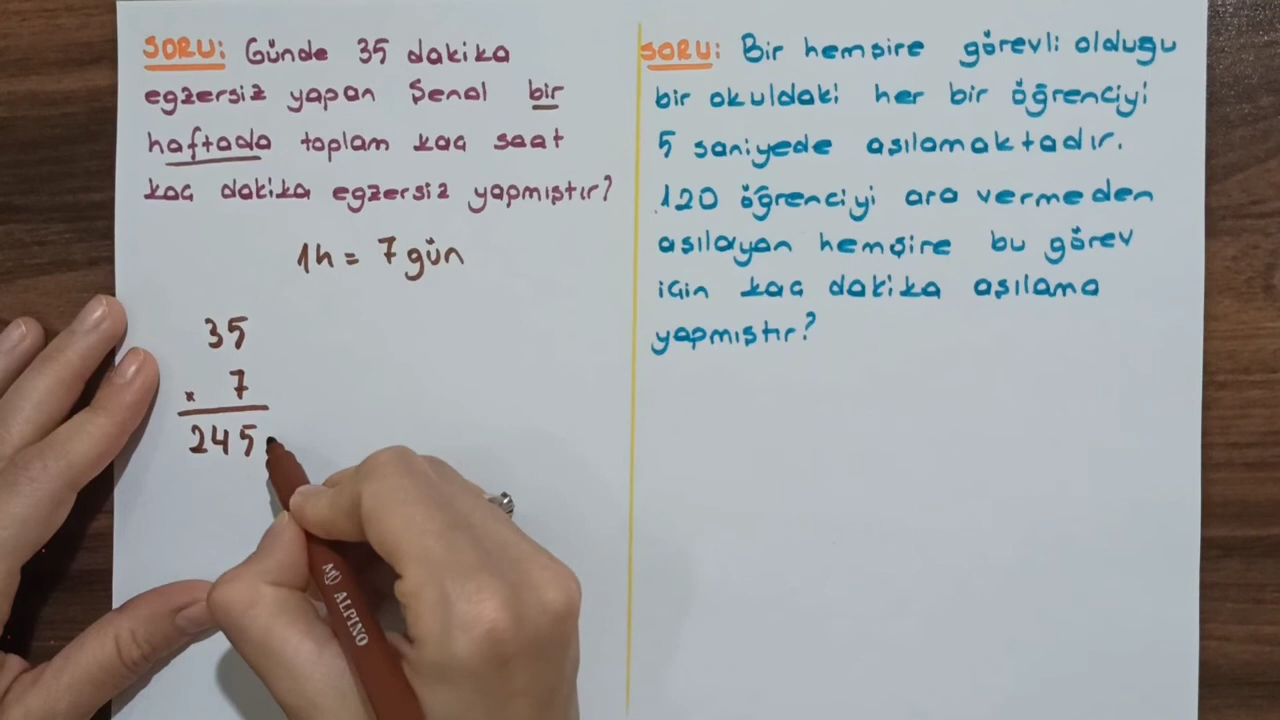 SORU: Günde 35 dakika
egzersiz yapan Şenol bir
haftada toplam kaç saat
kaç dakika egzersiz yapmıştır?
1h = 7 gün
35
x 7
245
SORU: Bir hemşire görevli olduğu
bir okuldaki her bir öğrenciyi
5 saniyede aşılamaktadır.
120 öğrenciyi ara vermeden
aşılayan hemşire bu görev
için kaç dakika aşılama
yapmıştır?
ALPINO